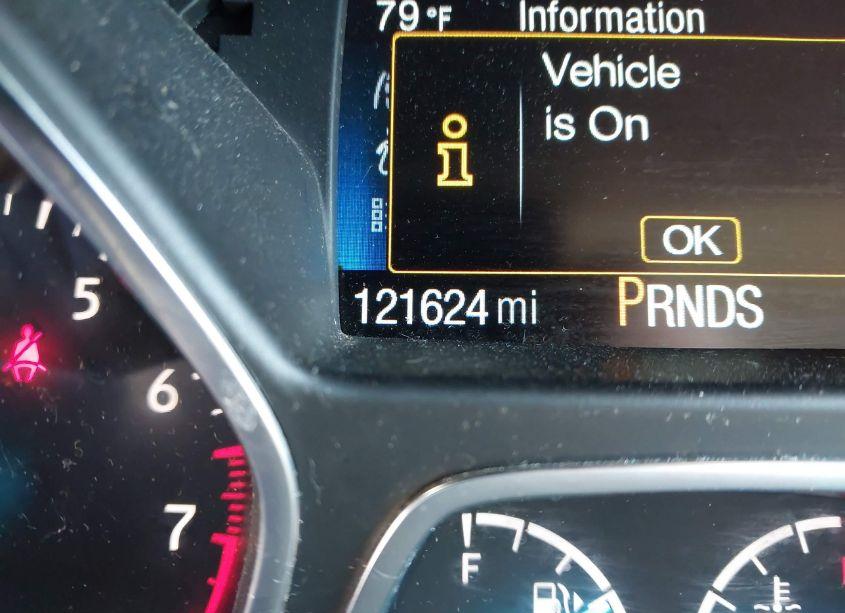 79 °F Information
Vehicle
is On
OK
121624 mi PRNDS
5
6
7
F